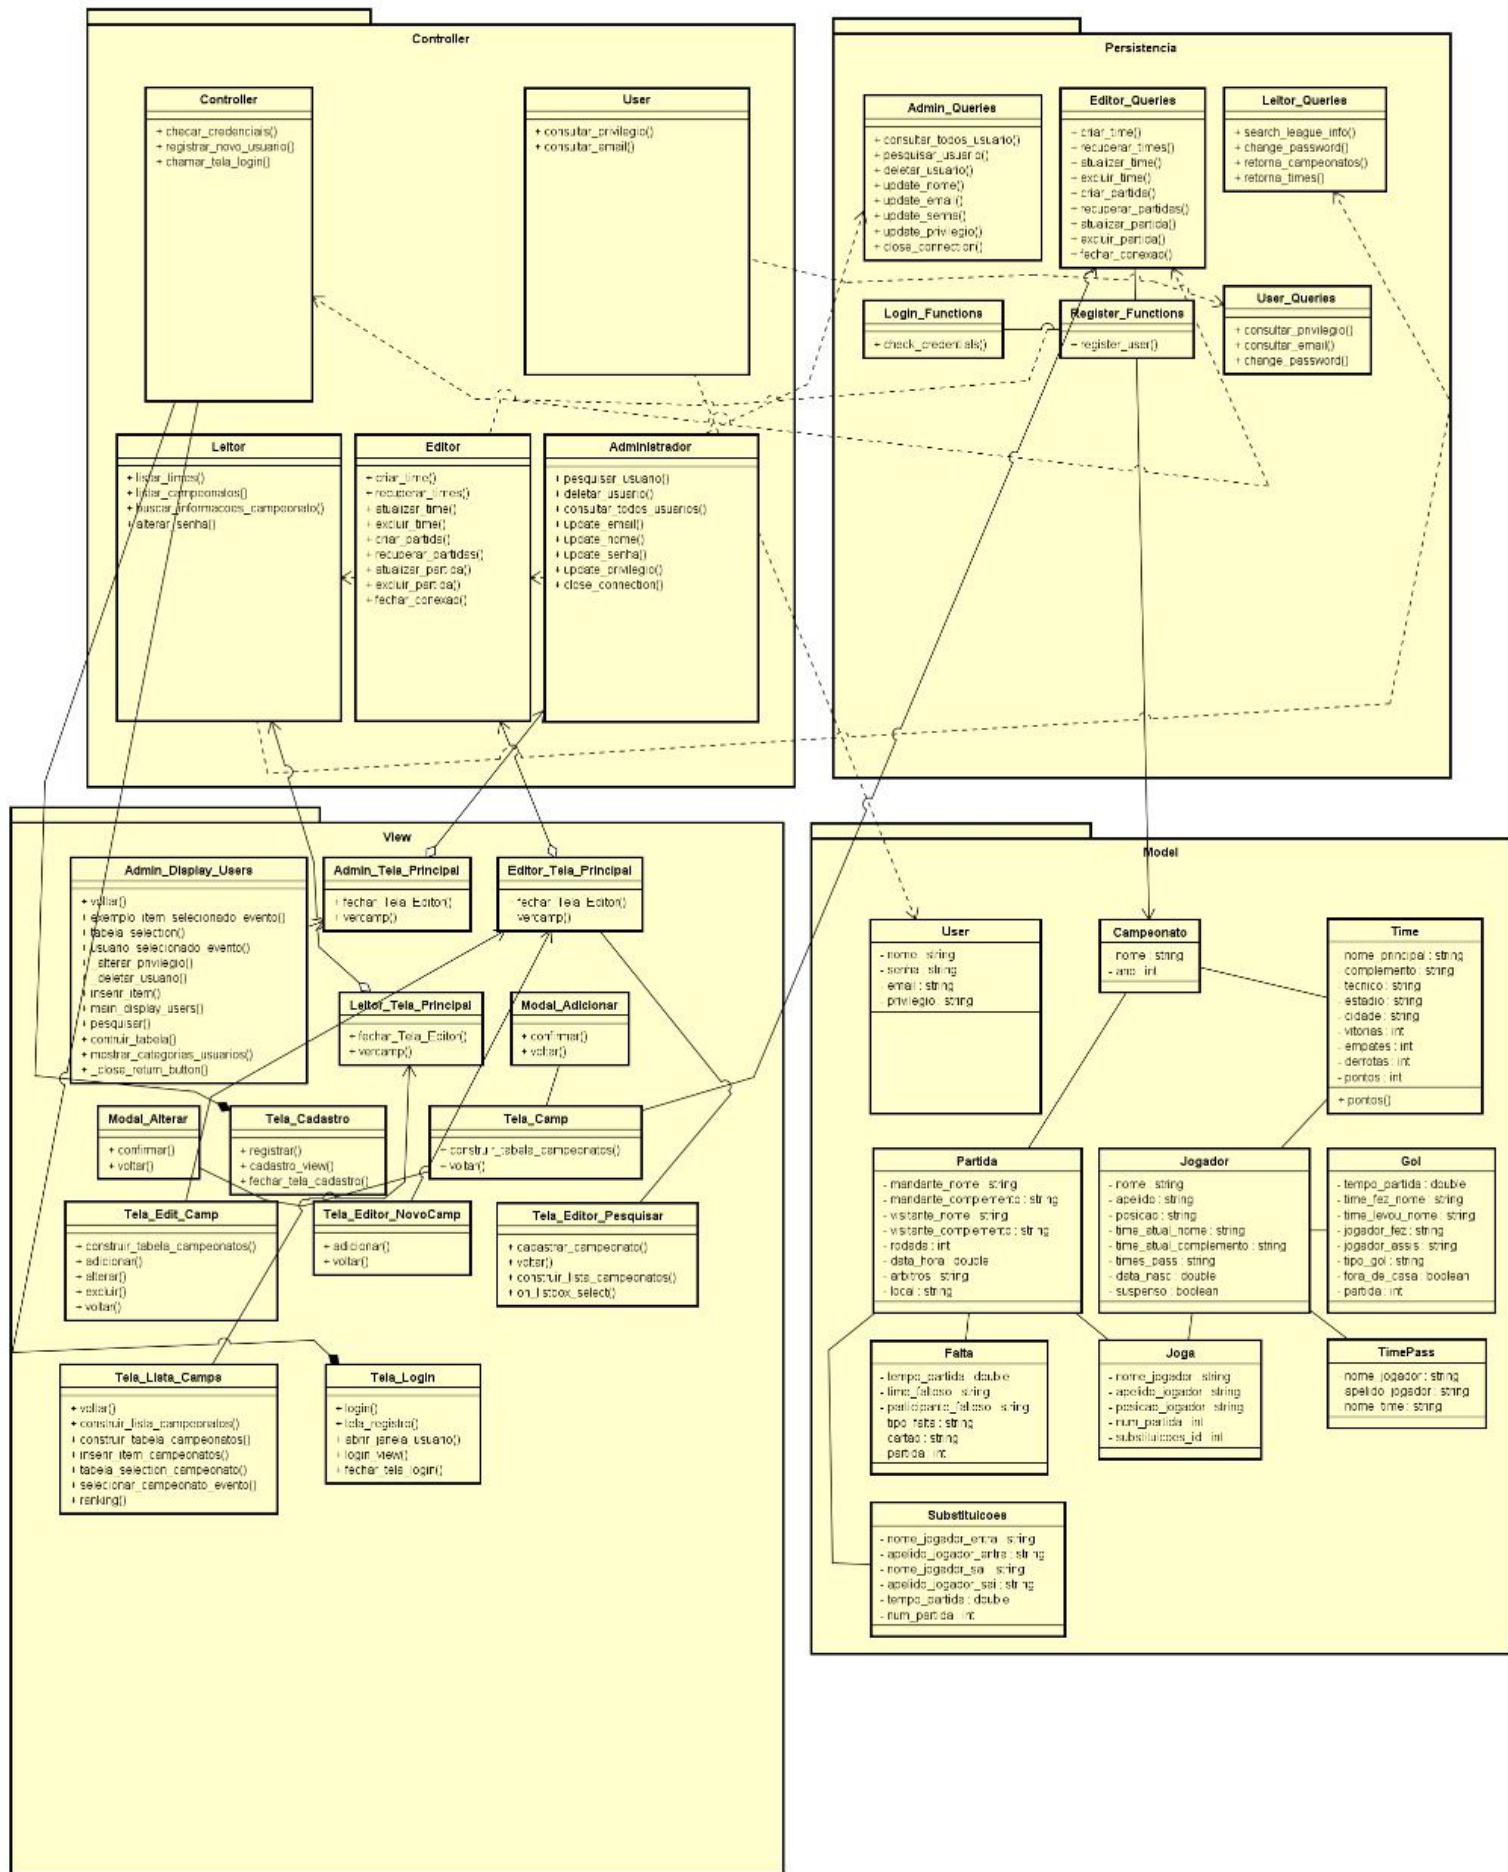 Controller
Controller
+ checar_credenciais()
+ registrar_novo_usuario()
+ chamar_tela_login()
User
+ consultar_privilegio()
+ consultar_email()
Leitor
+ listar_times()
+ listar_campeonatos()
+ buscar_informacoes_campeonato()
+ alterar_senha()
Editor
+ criar_time()
+ recuperar_times()
+ atualizar_time()
+ excluir_time()
+ criar_partida()
+ recuperar_partidas()
+ atualizar_partida()
+ excluir_partida()
+ fechar_conexao()
Administrador
+ pesquisar_usuario()
+ deletar_usuario()
+ consultar_todos_usuarios()
+ update_email()
+ update_nome()
+ update_senha()
+ update_privilegio()
+ close_connection()
Persistencia
Admin_Queries
+ consultar_todos_usuario()
+ pesquisar_usuario()
+ deletar_usuario()
+ update_nome()
+ update_email()
+ update_senha()
+ update_privilegio()
+ close_connection()
Editor_Queries
+ criar_time()
+ recuperar_times()
+ atualizar_time()
+ excluir_time()
+ criar_partida()
+ recuperar_partidas()
+ atualizar_partida()
+ excluir_partida()
+ fechar_conexao()
Leitor_Queries
+ search_league_info()
+ change_password()
+ retorna_campeonatos()
+ retorna_times()
Login_Functions
+ check_credentials()
Register_Functions
+ register_user()
User_Queries
+ consultar_privilegio()
+ consultar_email()
+ change_password()
View
Admin_Display_Users
+ voltar()
+ exemplo_item_selecionado_evento()
+ tabela_selection()
+ usuario_selecionado_evento()
+ _alterar_privilegio()
+ _deletar_usuario()
+ inserir_item()
+ main_display_users()
+ pesquisar()
+ contruir_tabela()
+ mostrar_categorias_usuarios()
+ _close_return_button()
Admin_Tela_Principal
+ fechar_Tela_Editor()
+ vercamp()
Editor_Tela_Principal
+ fechar_Tela_Editor()
+ vercamp()
Leitor_Tela_Principal
+ fechar_Tela_Editor()
+ vercamp()
Modal_Adicionar
+ confirmar()
+ voltar()
Modal_Alterar
+ confirmar()
+ voltar()
Tela_Cadastro
+ registrar()
+ cadastro_view()
+ fechar_tela_cadastro()
Tela_Camp
+ construir_tabela_campeonatos()
+ voltar()
Tela_Edit_Camp
+ construir_tabela_campeonatos()
+ adicionar()
+ alterar()
+ excluir()
+ voltar()
Tela_Editor_NovoCamp
+ adicionar()
+ voltar()
Tela_Editor_Pesquisar
+ cadastrar_campeonato()
+ voltar()
+ construir_lista_campeonatos()
+ on_listbox_select()
Tela_Lista_Camps
+ voltar()
+ construir_lista_campeonatos()
+ construir_tabela_campeonatos()
+ inserir_item_campeonatos()
+ tabela_selection_campeonato()
+ selecionar_campeonato_evento()
+ ranking()
Tela_Login
+ login()
+ tela_registro()
+ abrir_janela_usuario()
+ login_view()
+ fechar_tela_login()
Model
User
- nome : string
- senha : string
- email : string
- privilegio : string
Campeonato
- nome : string
- ano : int
Time
- nome_principal : string
- complemento : string
- tecnico : string
- estadio : string
- cidade : string
- vitorias : int
- empates : int
- derrotas : int
- pontos : int
+ pontos()
Partida
- mandante_nome : string
- mandante_complemento : string
- visitante_nome : string
- visitante_complemento : string
- rodada : int
- data_hora : double
- arbitros : string
- local : string
Jogador
- nome : string
- apelido : string
- posicao : string
- time_atual_nome : string
- time_atual_complemento : string
- times_pass : string
- data_nasc : double
- suspenso : boolean
Gol
- tempo_partida : double
- time_fez_nome : string
- time_levou_nome : string
- jogador_fez : string
- jogador_assis : string
- tipo_gol : string
- fora_de_casa : boolean
- partida : int
Falta
- tempo_partida : double
- time_faltoso : string
- participante_faltoso : string
- tipo_falta : string
- cartao : string
- partida : int
Joga
- nome_jogador : string
- apelido_jogador : string
- posicao_jogador : string
- num_partida : int
- substituicoes_id : int
TimePass
- nome_jogador : string
- apelido_jogador : string
- nome_time : string
Substituicoes
- nome_jogador_entra : string
- apelido_jogador_entra : string
- nome_jogador_sai : string
- apelido_jogador_sai : string
- tempo_partida : double
- num_partida : int